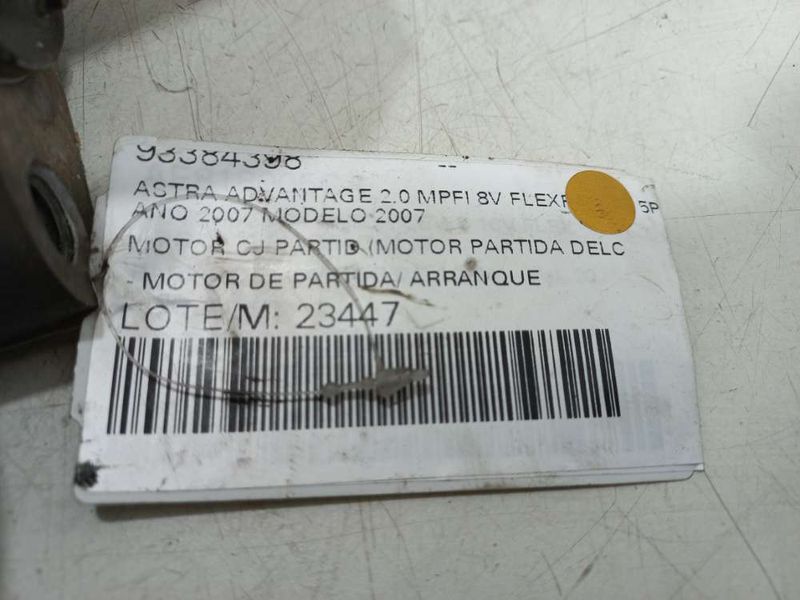 93384398
ASTRA ADVANTAGE 2.0 MPFI 8V 5P
ANO 2007 MODELO 2007
MOTOR CJ PARTID (MOTOR PARTIDA DELC
- MOTOR DE PARTIDA/ ARRANQUE
LOTE/M: 23447